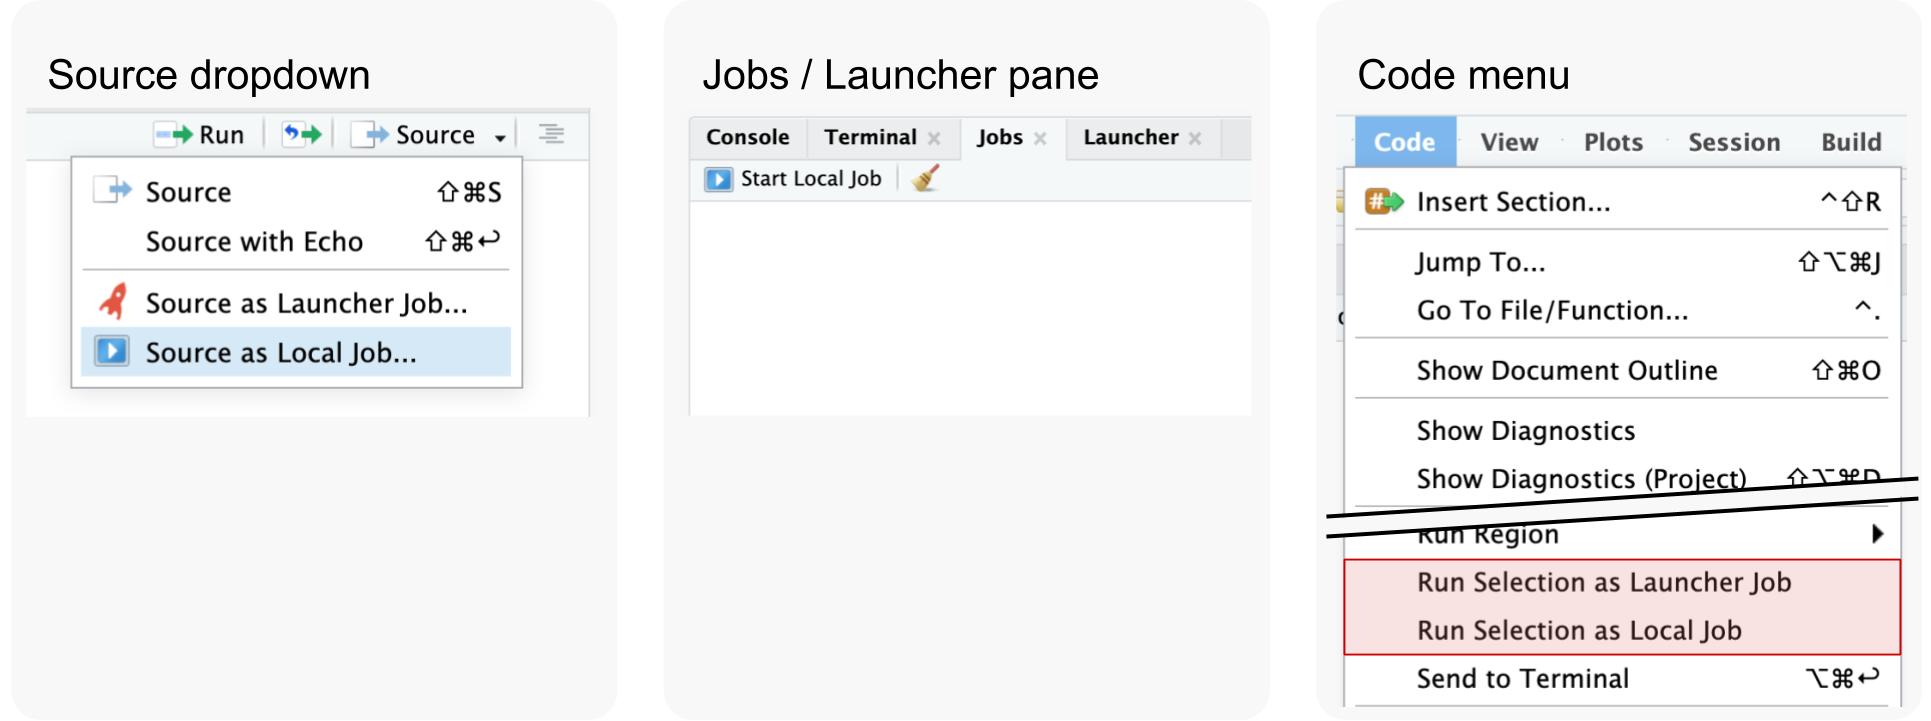 Source dropdown
Run Source
Source ⇧⌘S
Source with Echo ⇧⌘↩
Source as Launcher Job...
Source as Local Job...
Jobs / Launcher pane
Console Terminal Jobs Launcher
Start Local Job
Code menu
Code View Plots Session Build
Insert Section... ^⇧R
Jump To... ⇧⌥⌘J
Go To File/Function... ^.
Show Document Outline ⇧⌘O
Show Diagnostics
Show Diagnostics (Project) ⇧⌥⌘D
Run Region
Run Selection as Launcher Job
Run Selection as Local Job
Send to Terminal ⌥⌘↩